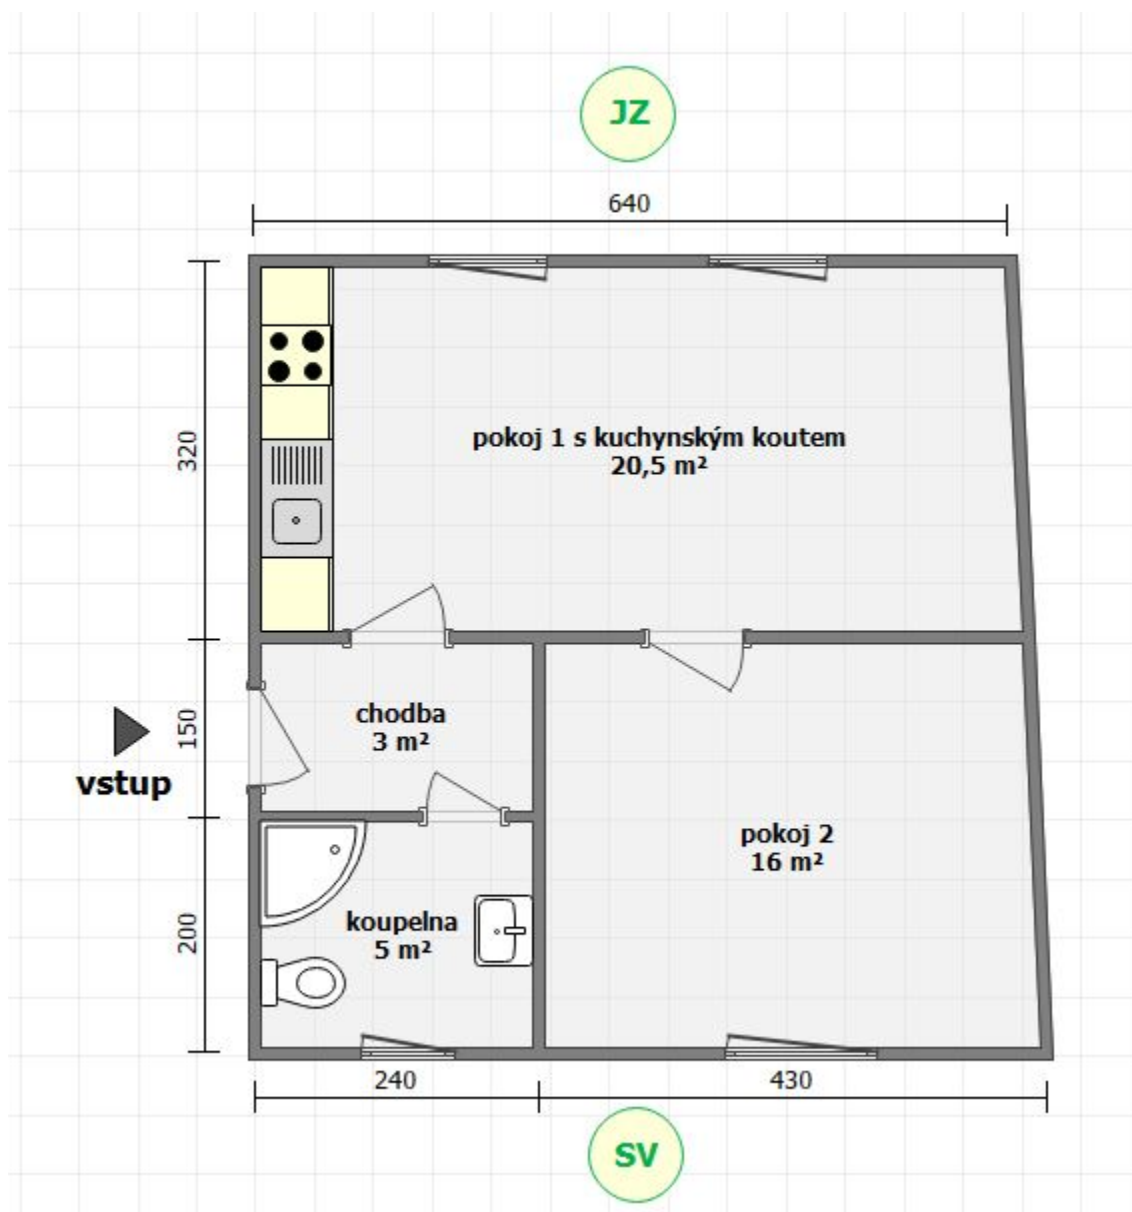 JZ
640
320
pokoj 1 s kuchynským koutem
20,5 m²
150
chodba
3 m²
vstup
pokoj 2
16 m²
200
koupelna
5 m²
240
430
SV